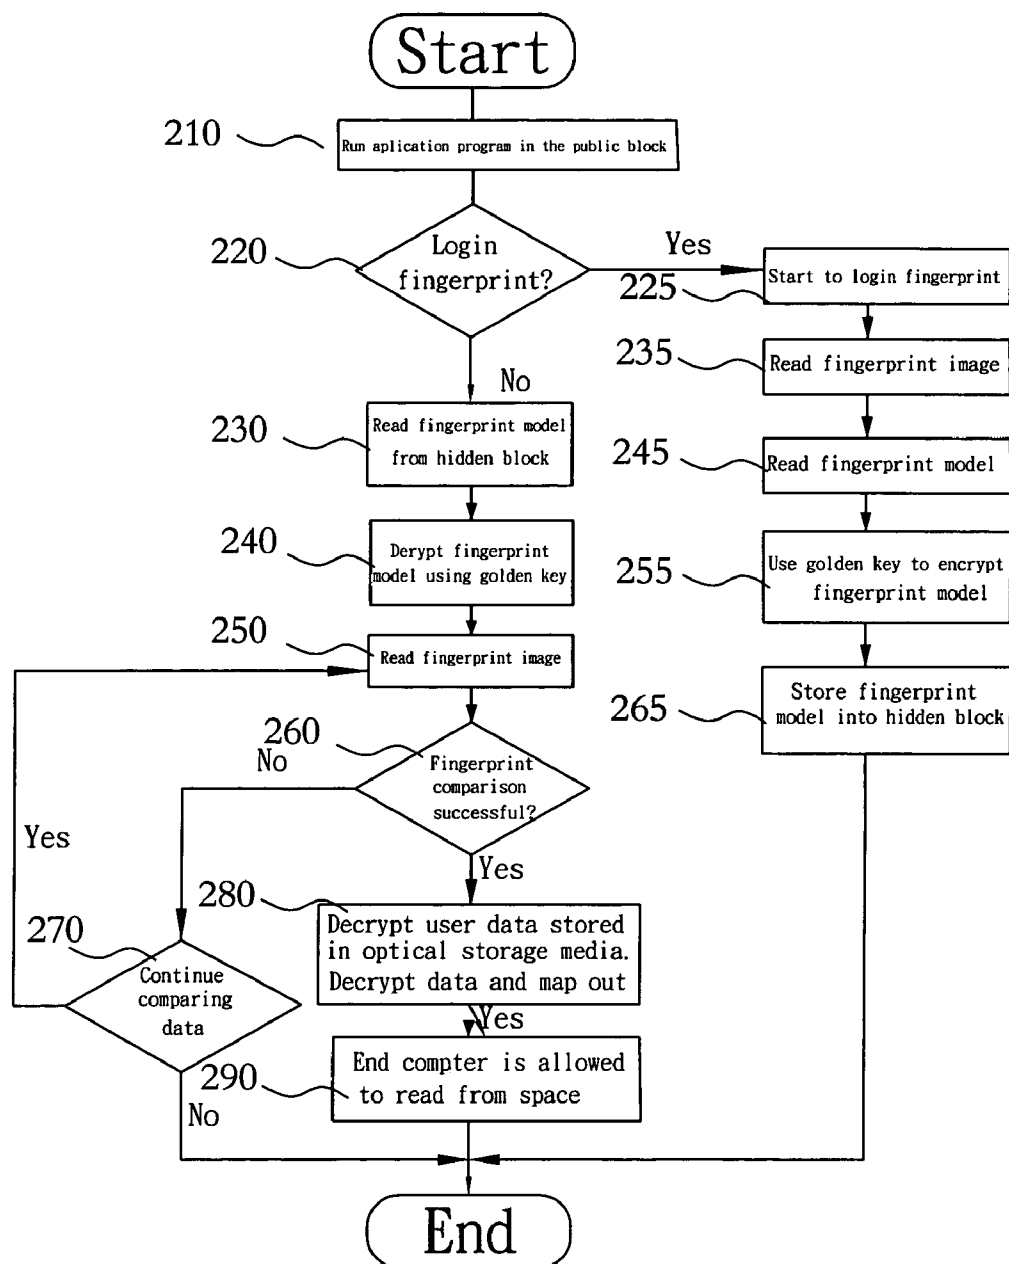 Start
210
Run aplication program in the public block
220
Login
fingerprint?
Yes
Start to login fingerprint
225
No
235
Read fingerprint image
230
Read fingerprint model
from hidden block
245
Read fingerprint model
240
Derypt fingerprint
model using golden key
255
Use golden key to encrypt
fingerprint model
250
Read fingerprint image
265
Store fingerprint
model into hidden block
260
No
Fingerprint
comparison
successful?
Yes
Yes
280
Decrypt user data stored
in optical storage media.
Decrypt data and map out
270
Continue
comparing
data
Yes
290
End compter is allowed
to read from space
No
End